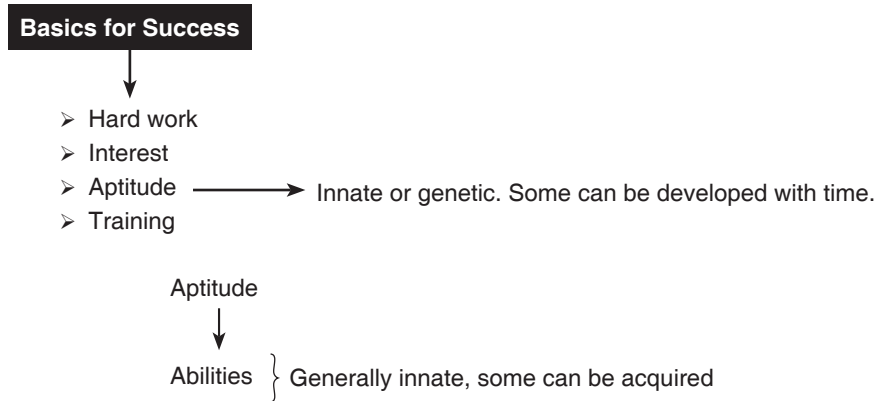 Basics for Success
Hard work
Interest
Aptitude Innate or genetic. Some can be developed with time.
Training
Aptitude
Abilities Generally innate, some can be acquired